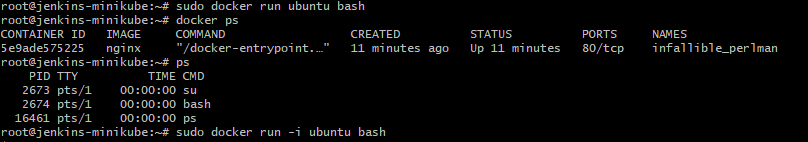 root@jenkins-minikube:~# sudo docker run ubuntu bash
root@jenkins-minikube:~# docker ps
CONTAINER ID   IMAGE     COMMAND                  CREATED          STATUS          PORTS     NAMES
5e9ade575225   nginx     "/docker-entrypoint.…"   11 minutes ago   Up 11 minutes   80/tcp    infallible_perlman
root@jenkins-minikube:~# ps
    PID TTY          TIME CMD
   2673 pts/1    00:00:00 su
   2674 pts/1    00:00:00 bash
  16461 pts/1    00:00:00 ps
root@jenkins-minikube:~# sudo docker run -i ubuntu bash